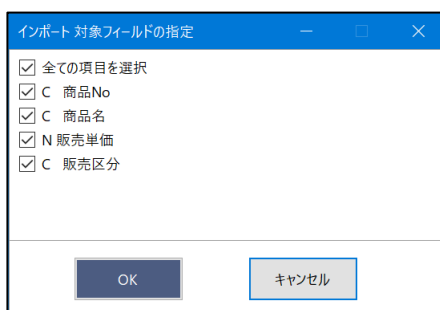 インポート 対象フィールドの指定
全ての項目を選択
C 商品No
C 商品名
N 販売単価
C 販売区分
OK キャンセル